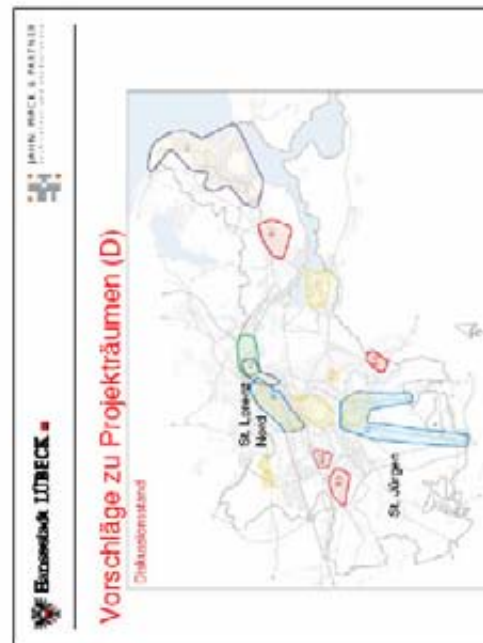 Hansestadt LÜBECK
JAHN, MACK & PARTNER
Vorschläge zu Projekträumen (D)
Diskussionsstand
St. Lorenz
Nord
St. Jürgen